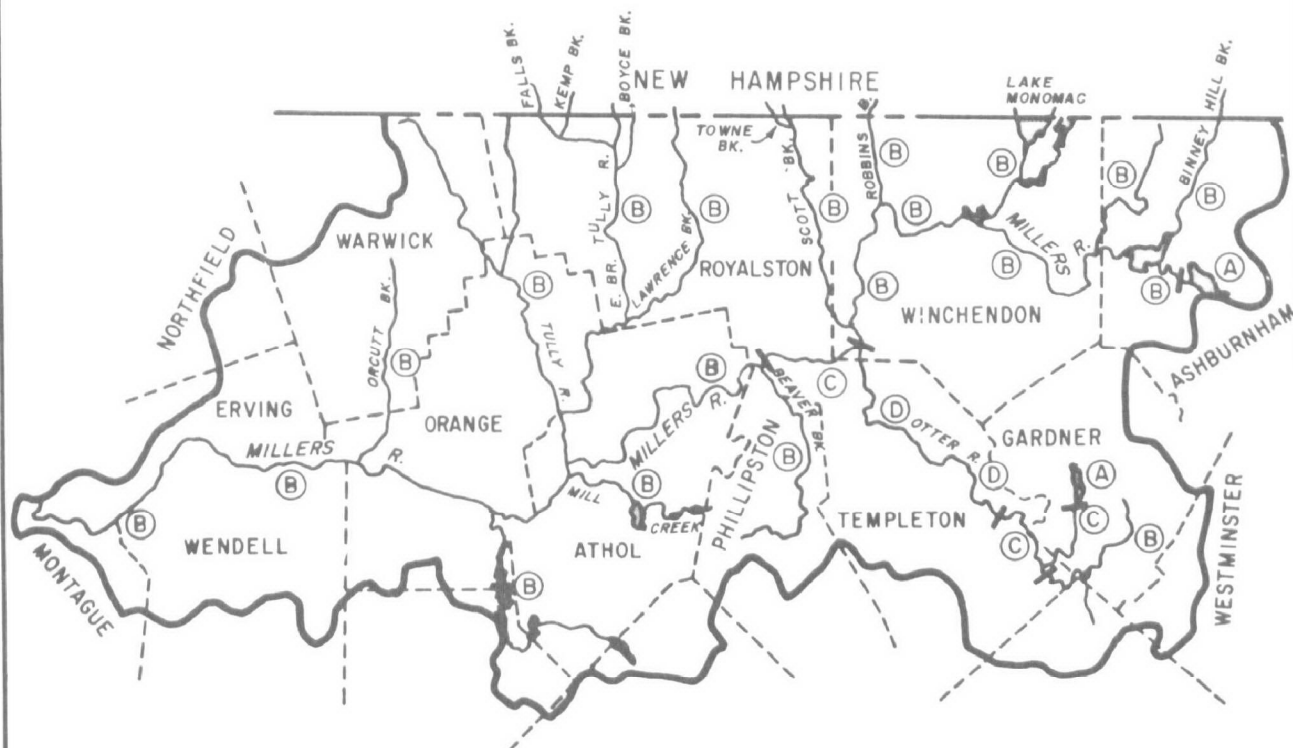 FALLS BK.
KEMP BK.
BOYCE BK.
NEW HAMPSHIRE
LAKE
MONOMAC
BINNEY HILL BK.
TOWNE
BK.
SCOTT BK.
ROBBINS B.
B
B
B
B
B
B
B
B
E. BR. TULLY R.
LAWRENCE BK.
MILLERS R.
NORTHFIELD
WARWICK
ROYALSTON
WINCHENDON
B
B
B
B
A
ASHBURNHAM
ORCUTT BK.
TULLY R.
B
B
C
ERVING
ORANGE
MILLERS R.
MILLERS R.
BEAVER BK.
D
OTTER R.
GARDNER
B
B
B
D
A
MILL CREEK
PHILLIPSTON
TEMPLETON
C
C
B
B
WENDELL
ATHOL
B
MONTAGUE
WESTMINSTER